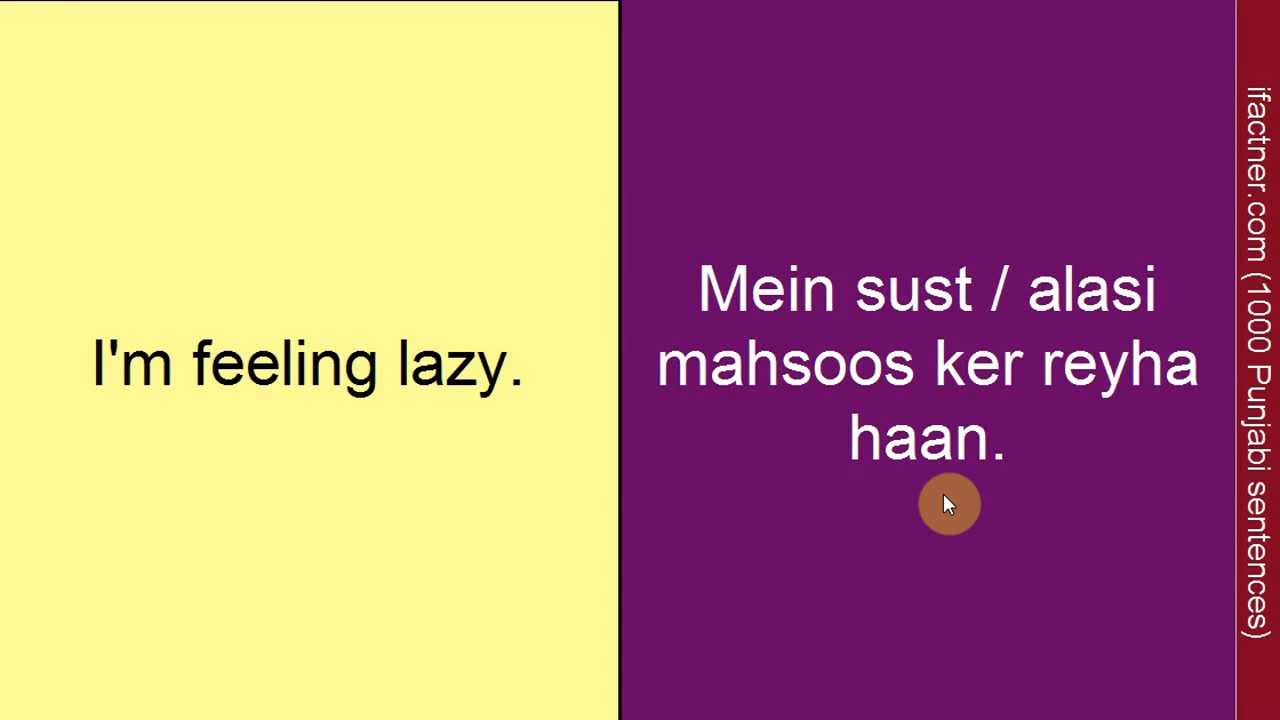 I'm feeling lazy.
Mein sust / alasi
mahsoos ker reyha
haan.
ifactner.com (1000 Punjabi sentences)